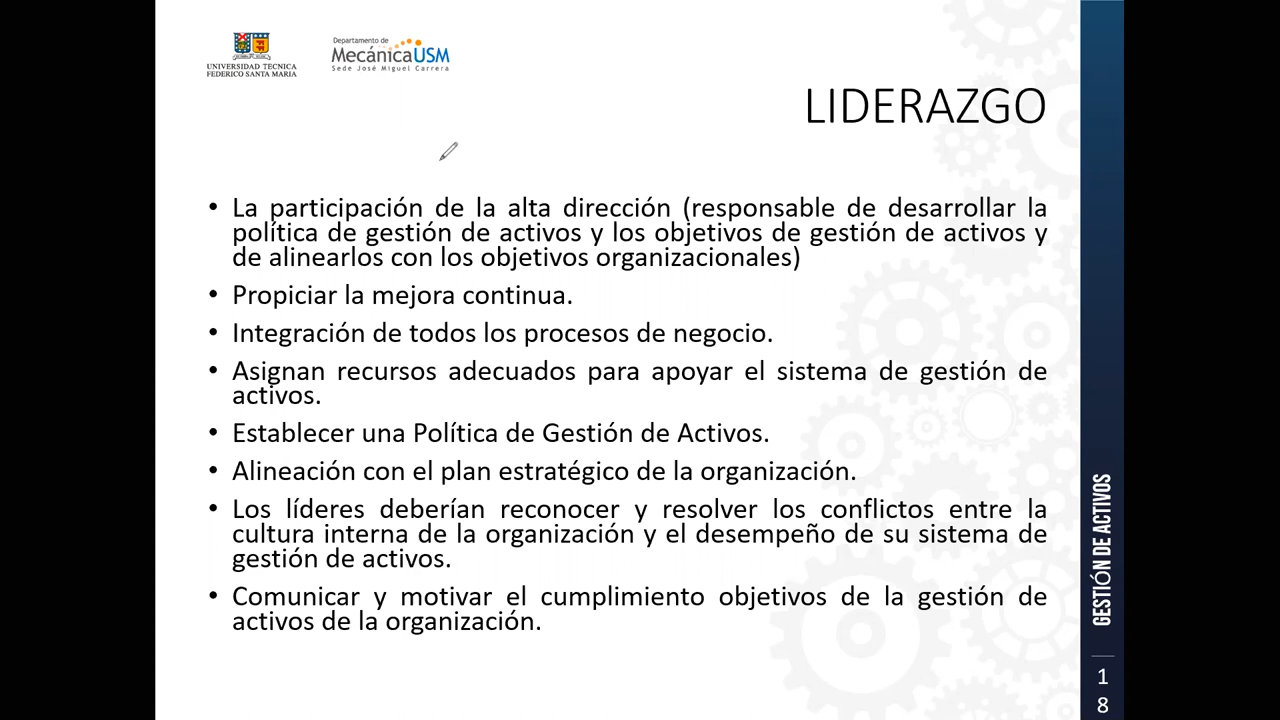 UNIVERSIDAD TECNICA
FEDERICO SANTA MARIA
Departamento de
MecánicaUSM
Sede José Miguel Carrera
LIDERAZGO
• La participación de la alta dirección (responsable de desarrollar la
política de gestión de activos y los objetivos de gestión de activos y
de alinearlos con los objetivos organizacionales)
• Propiciar la mejora continua.
• Integración de todos los procesos de negocio.
• Asignan recursos adecuados para apoyar el sistema de gestión de
activos.
• Establecer una Política de Gestión de Activos.
• Alineación con el plan estratégico de la organización.
• Los líderes deberían reconocer y resolver los conflictos entre la
cultura interna de la organización y el desempeño de su sistema de
gestión de activos.
• Comunicar y motivar el cumplimiento objetivos de la gestión de
activos de la organización.
GESTIÓN DE ACTIVOS
1
8